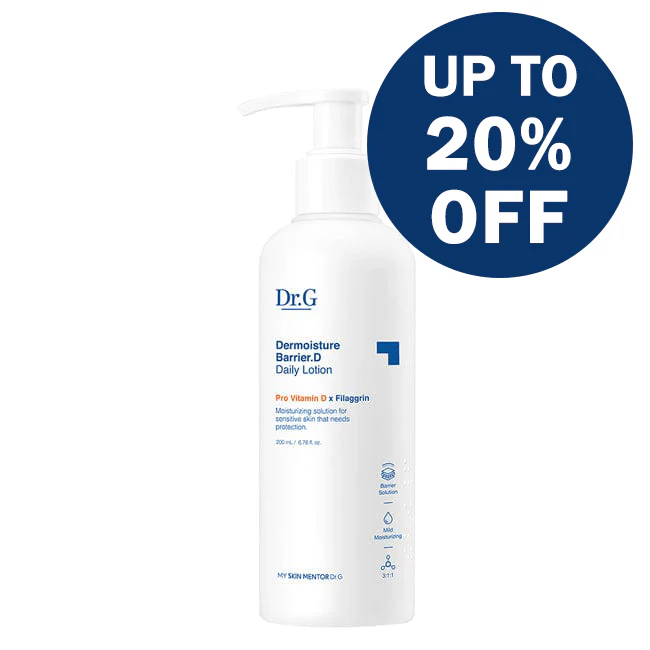 UP TO
20%
OFF
Dr.G
Dermoisture
Barrier.D
Daily Lotion
Pro Vitamin D x Filaggrin
Moisturizing solution for
sensitive skin that needs
protection.
200 mL / 6.76 fl. oz.
Barrier
Solution
Mild
Moisturizing
3:1:1
MY SKIN MENTOR Dr.G